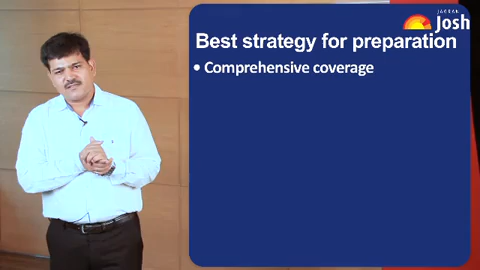 JAGRAN
Josh
Best strategy for preparation
• Comprehensive coverage